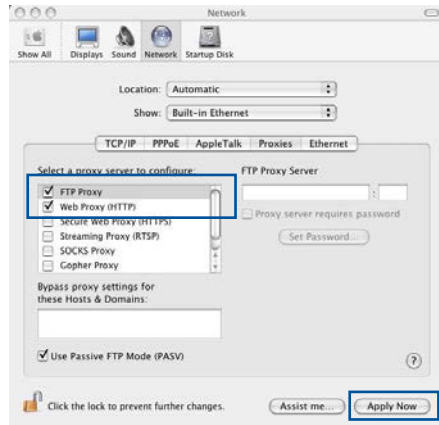 Network
Show All Displays Sound Network Startup Disk
Location: Automatic
Show: Built-in Ethernet
TCP/IP PPPoE AppleTalk Proxies Ethernet
Select a proxy server to configure: FTP Proxy Server
FTP Proxy
Web Proxy (HTTP)
:
Secure Web Proxy (HTTPS)
Proxy server requires password
Streaming Proxy (RTSP)
Set Password...
SOCKS Proxy
Gopher Proxy
Bypass proxy settings for
these Hosts & Domains:
Use Passive FTP Mode (PASV)
?
Click the lock to prevent further changes.
Assist me... Apply Now